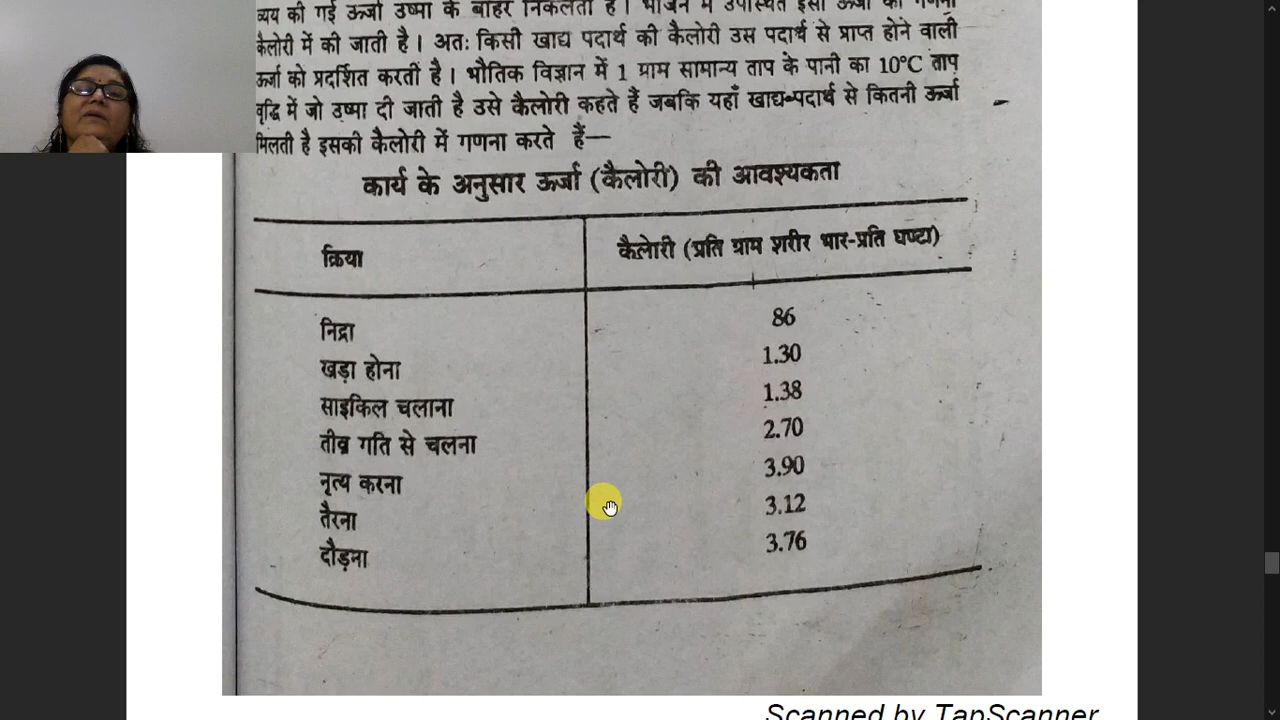 व्यय की गई ऊर्जा उष्मा के बाहर निकलती है। भोजन में उपस्थित इसी ऊर्जा की गणना
कैलोरी में की जाती है। अतः किसी खाद्य पदार्थ की कैलोरी उस पदार्थ से प्राप्त होने वाली
ऊर्जा को प्रदर्शित करती है। भौतिक विज्ञान में 1 ग्राम सामान्य ताप के पानी का 10°C ताप
वृद्धि में जो उष्मा दी जाती है उसे कैलोरी कहते हैं जबकि यहाँ खाद्य-पदार्थ से कितनी ऊर्जा
मिलती है इसकी कैलोरी में गणना करते हैं—
कार्य के अनुसार ऊर्जा (कैलोरी) की आवश्यकता
क्रिया कैलोरी (प्रति ग्राम शरीर भार-प्रति घण्टा)
निद्रा 86
खड़ा होना 1.30
साइकिल चलाना 1.38
तीव्र गति से चलना 2.70
नृत्य करना 3.90
तैरना 3.12
दौड़ना 3.76
Scanned by TapScanner